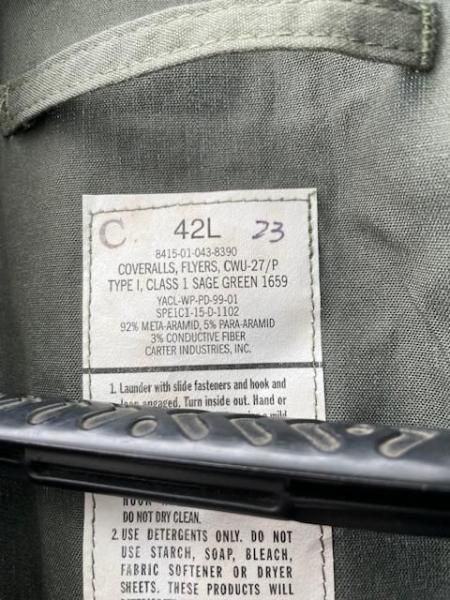 C 42L 23
8415-01-043-8390
COVERALLS, FLYERS, CWU-27/P
TYPE I, CLASS 1 SAGE GREEN 1659
YACL-WP-PD-99-01
SPE1C1-15-D-1102
92% META-ARAMID, 5% PARA-ARAMID
3% CONDUCTIVE FIBER
CARTER INDUSTRIES, INC.
1. Launder with slide fasteners and hook and
engaged. Turn inside out. Hand or
mild
DO NOT DRY CLEAN.
2. USE DETERGENTS ONLY. DO NOT
USE STARCH, SOAP, BLEACH,
FABRIC SOFTENER OR DRYER
SHEETS. THESE PRODUCTS WILL